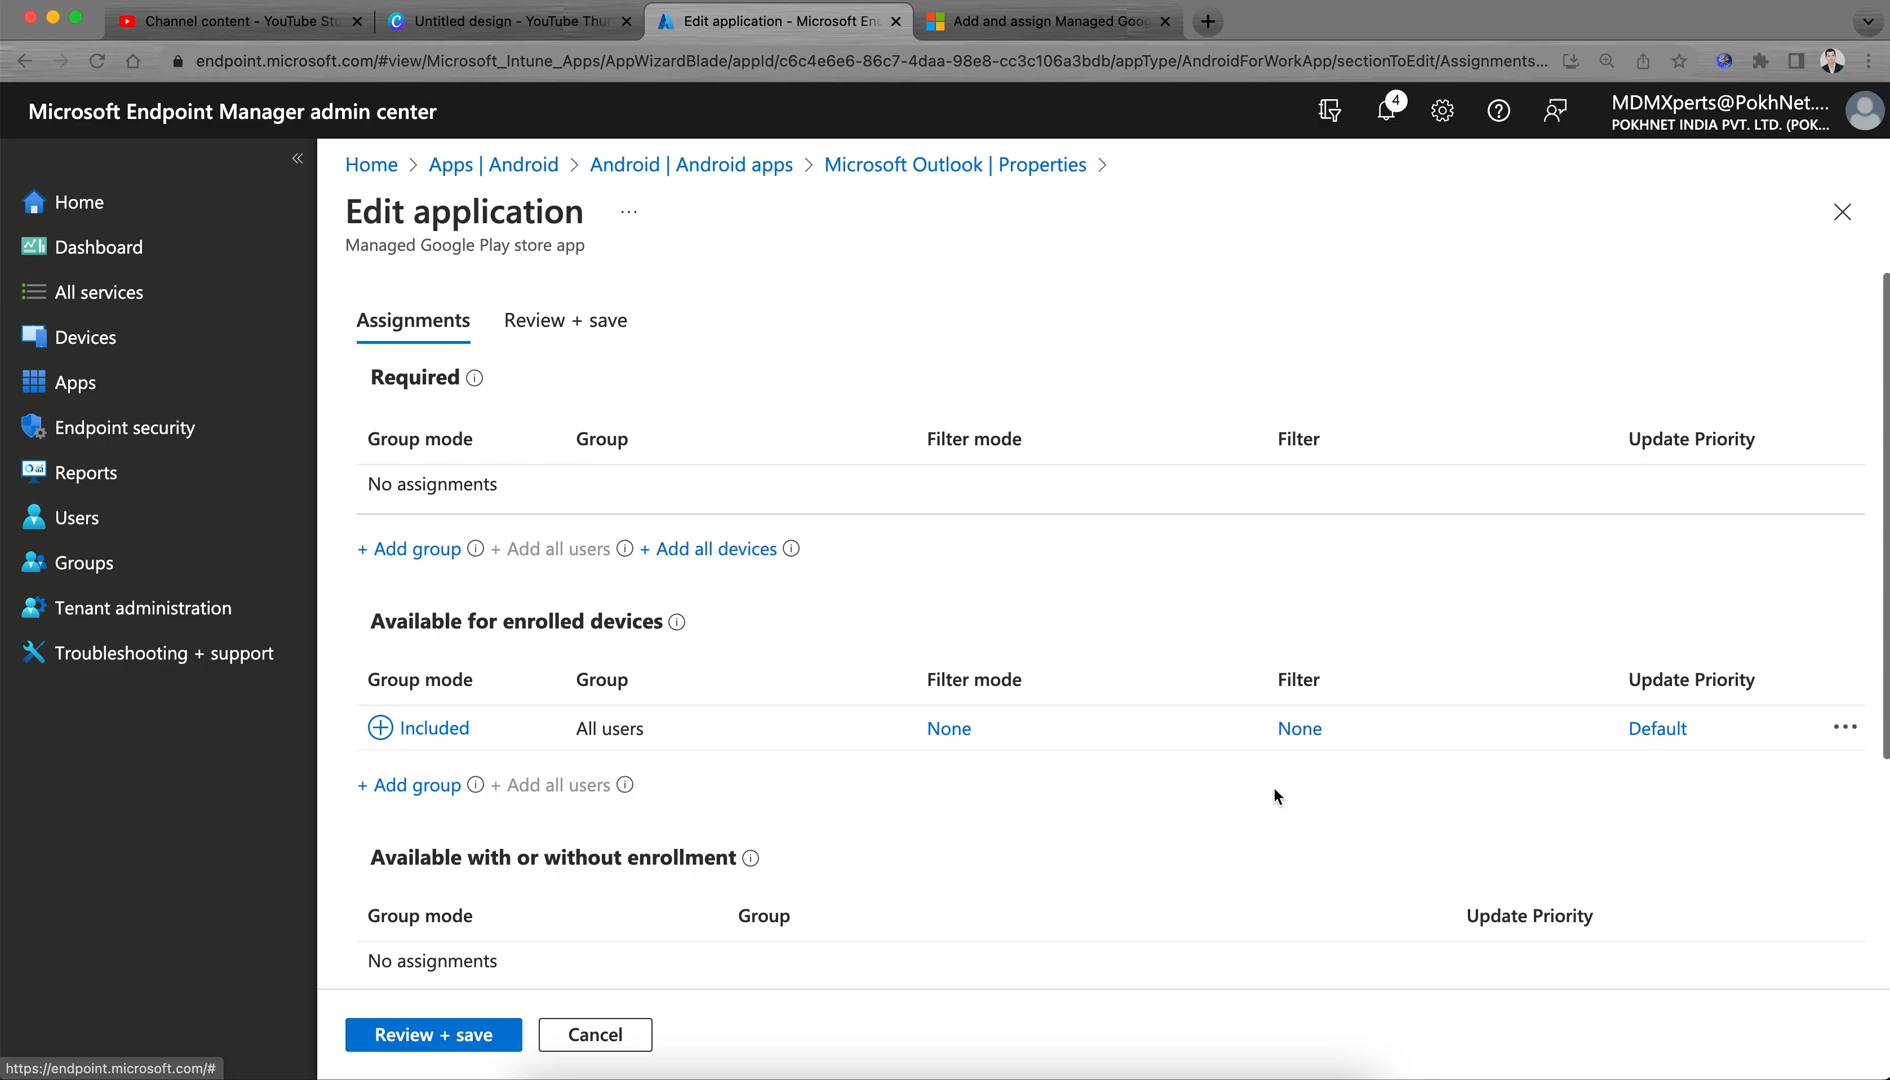 Channel content - YouTube Stu
Untitled design - YouTube Thu
Edit application - Microsoft En
Add and assign Managed Goog
endpoint.microsoft.com/#view/Microsoft_Intune_Apps/AppWizardBlade/appId/c6c4e6e6-86c7-4daa-98e8-cc3c106a3bdb/appType/AndroidForWorkApp/sectionToEdit/Assignments...
Microsoft Endpoint Manager admin center
4
MDMXperts@PokhNet....
POKHNET INDIA PVT. LTD. (POK...
Home
Dashboard
All services
Devices
Apps
Endpoint security
Reports
Users
Groups
Tenant administration
Troubleshooting + support
Home > Apps | Android > Android | Android apps > Microsoft Outlook | Properties >
Edit application ...
Managed Google Play store app
Assignments Review + save
Required
Group mode Group Filter mode Filter Update Priority
No assignments
+ Add group + Add all users + Add all devices
Available for enrolled devices
Group mode Group Filter mode Filter Update Priority
Included All users None None Default ...
+ Add group + Add all users
Available with or without enrollment
Group mode Group Update Priority
No assignments
Review + save Cancel
https://endpoint.microsoft.com/#